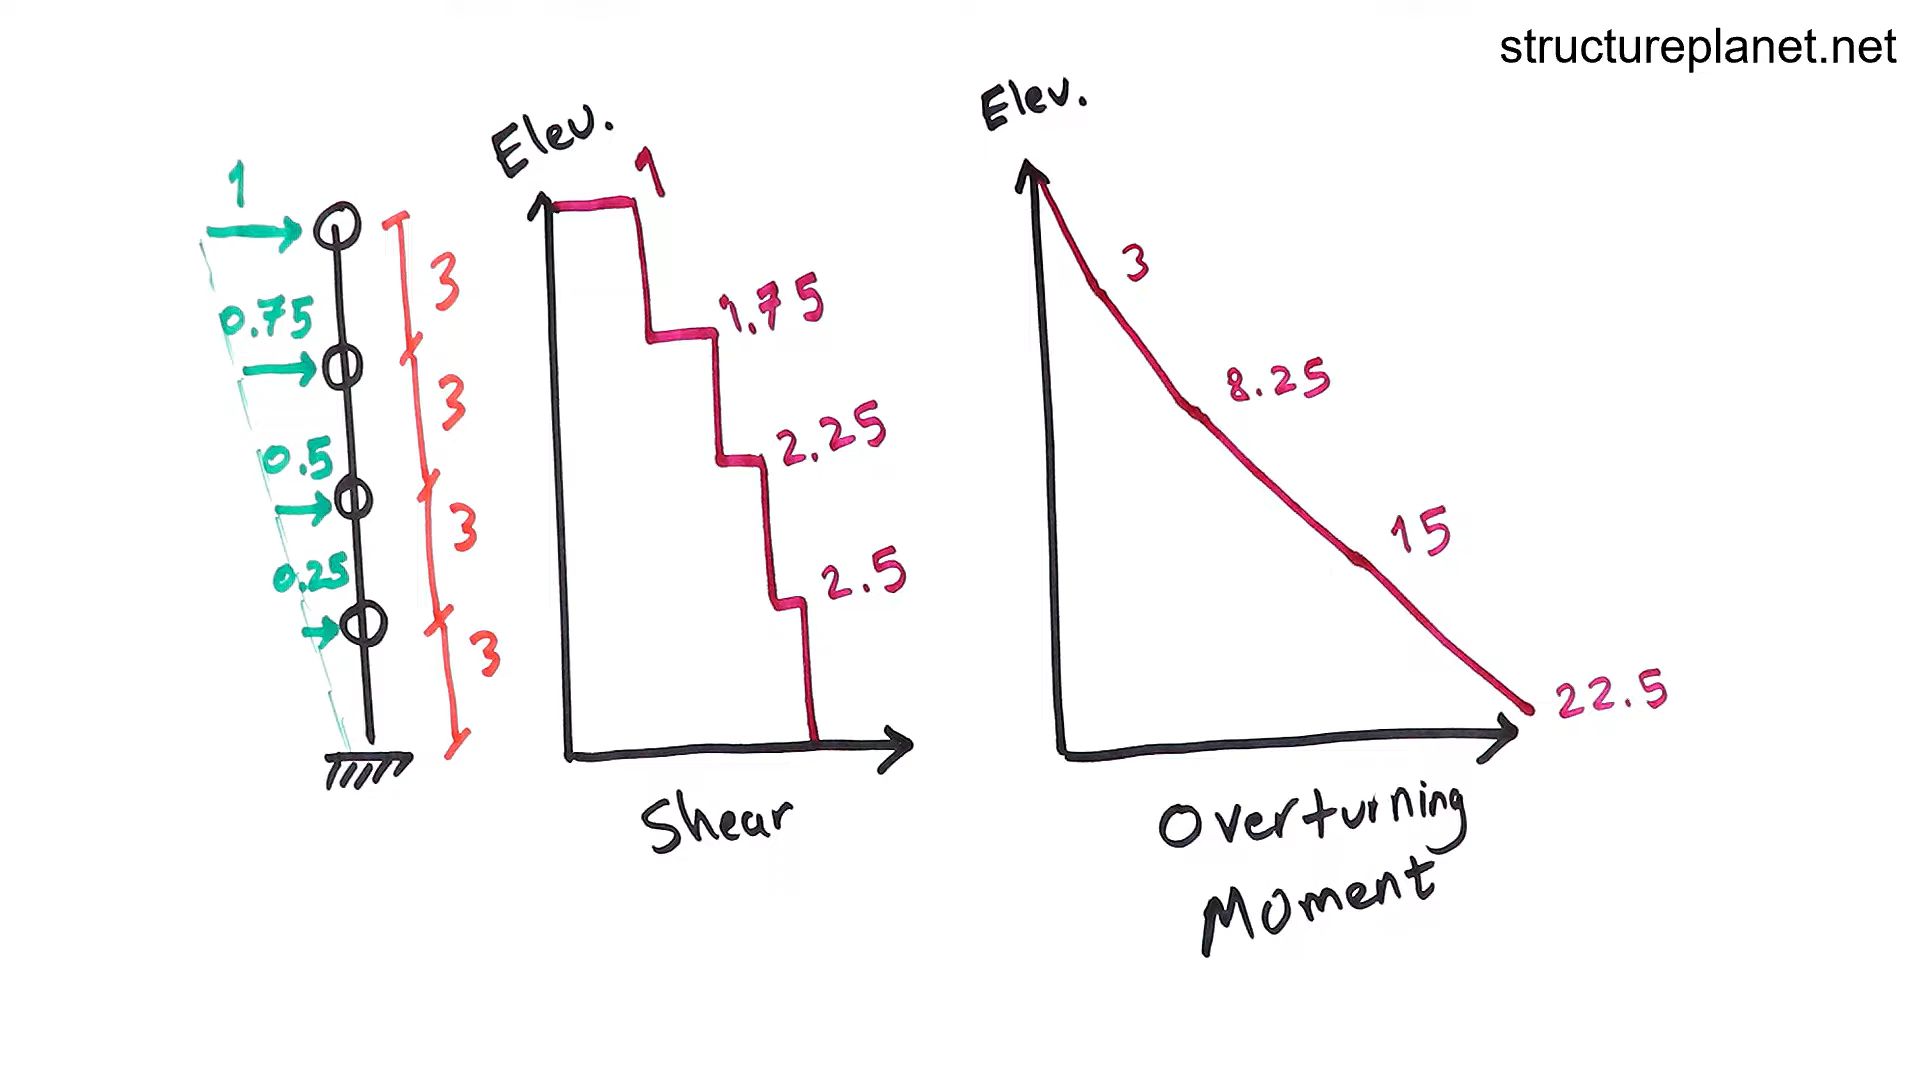 structureplanet.net
1
0.75
0.5
0.25
3
3
3
3
Elev.
1
1.75
2.25
2.5
Shear
Elev.
3
8.25
15
22.5
Overturning
Moment